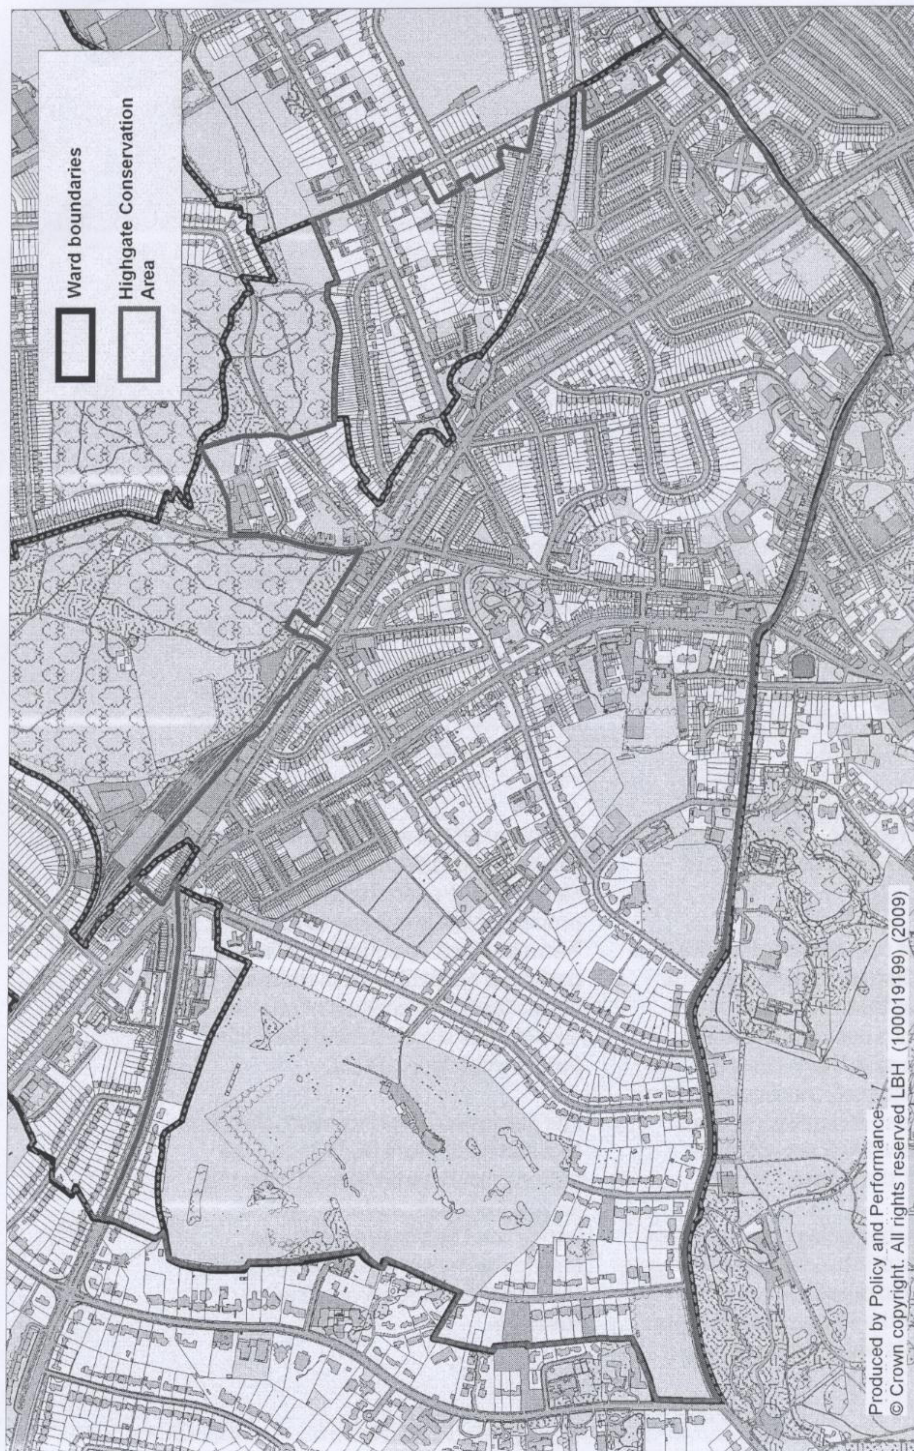 Ward boundaries
Highgate Conservation
Area
Produced by Policy and Performance
© Crown copyright. All rights reserved LBH (100019199) (2009)